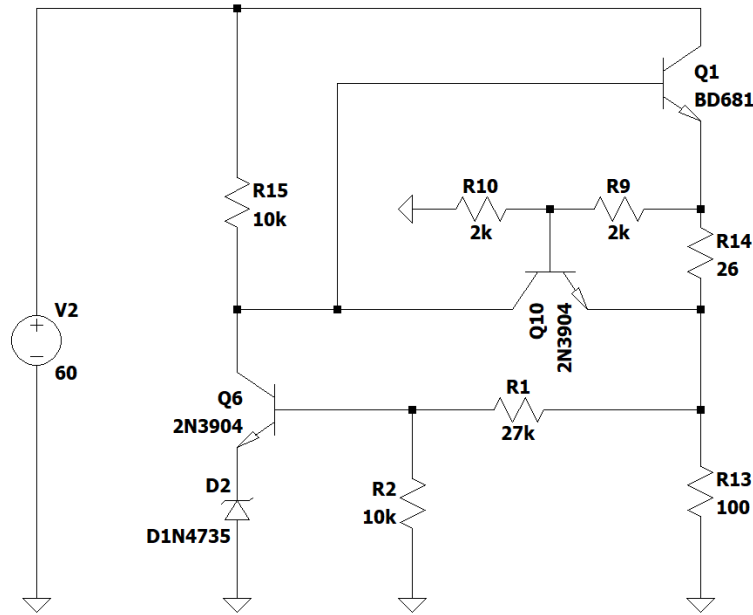 Q1
BD681
R10
2k
R9
2k
R15
10k
R14
26
Q10
2N3904
V2
60
+
−
Q6
2N3904
R1
27k
D2
D1N4735
R2
10k
R13
100